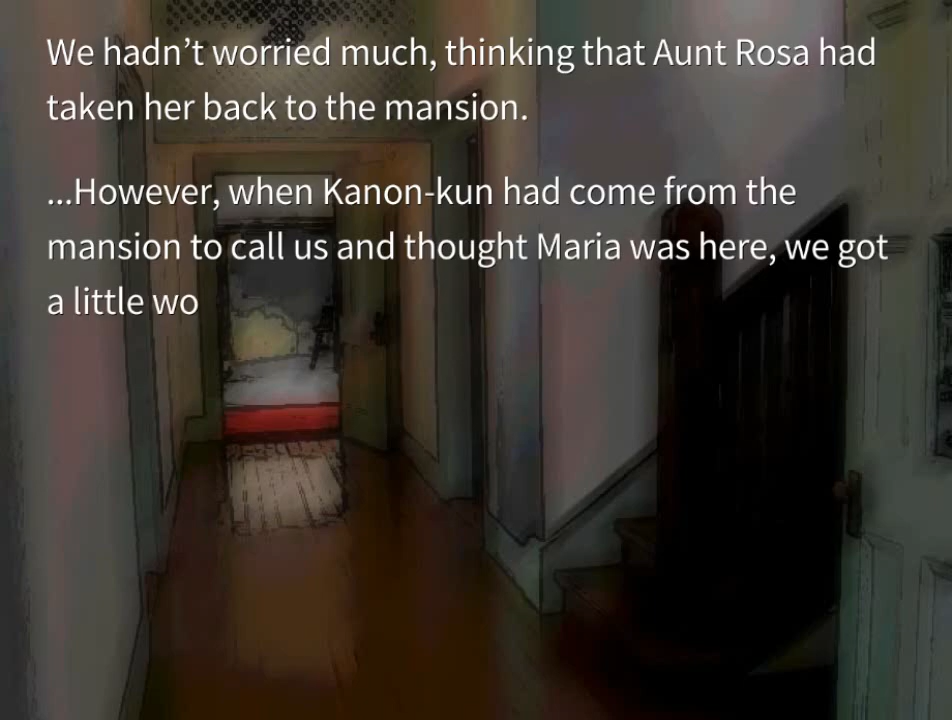 We hadn’t worried much, thinking that Aunt Rosa had
taken her back to the mansion.
...However, when Kanon-kun had come from the
mansion to call us and thought Maria was here, we got
a little wo